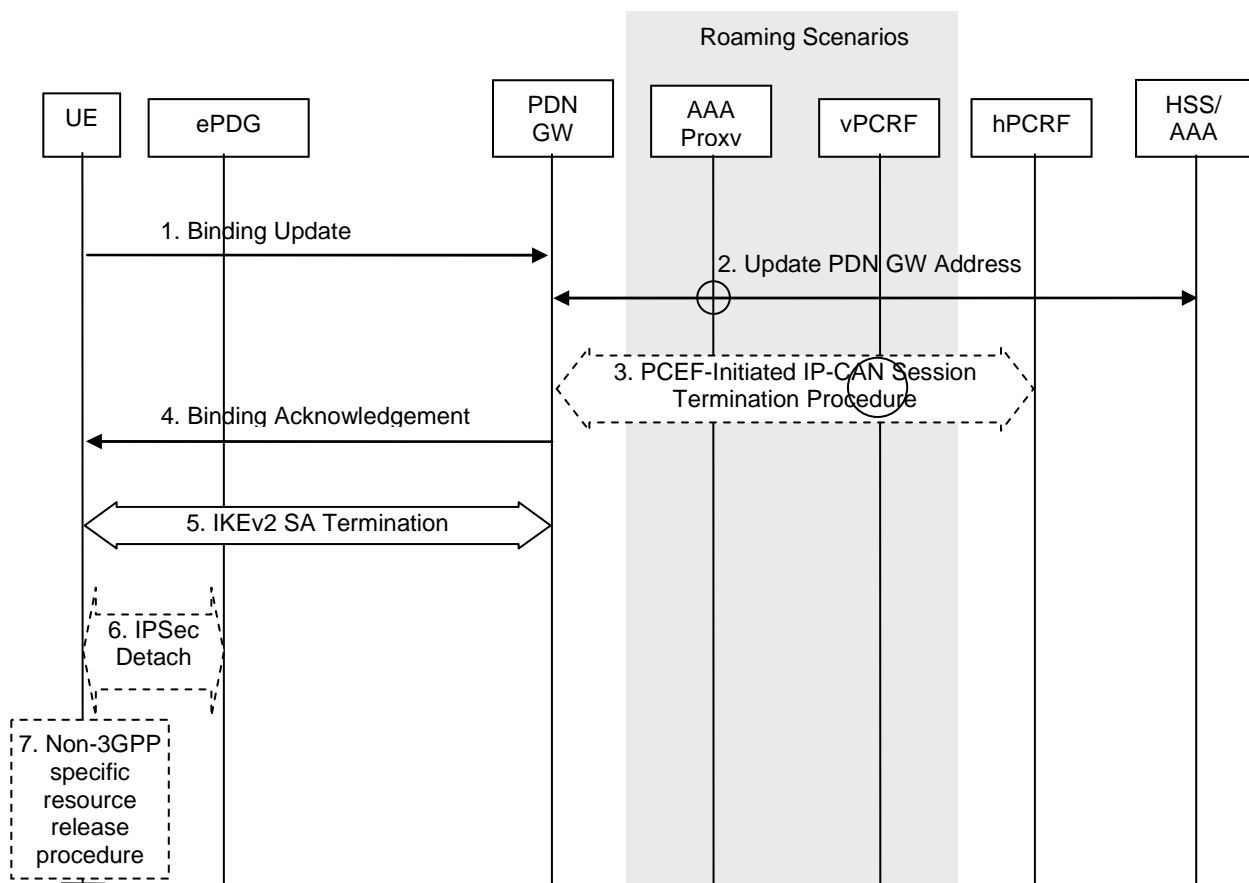 Roaming Scenarios
UE
ePDG
PDN
GW
AAA
Proxy
vPCRF
hPCRF
HSS/
AAA
1. Binding Update
2. Update PDN GW Address
3. PCEF-Initiated IP-CAN Session
Termination Procedure
4. Binding Acknowledgement
5. IKEv2 SA Termination
6. IPSec
Detach
7. Non-3GPP
specific
resource
release
procedure